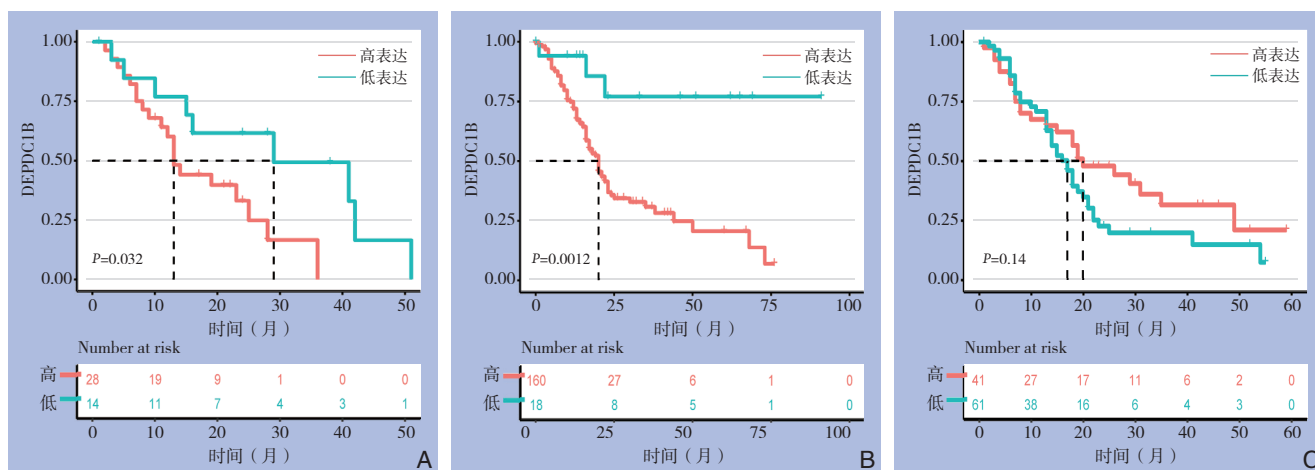 1.00
0.75
0.50
0.25
0.00
DEPDC1B
高表达
低表达
P=0.032
0 10 20 30 40 50
时间（月）
Number at risk
高 28 19 9 1 0 0
低 14 11 7 4 3 1
0 10 20 30 40 50
时间（月）
A
1.00
0.75
0.50
0.25
0.00
DEPDC1B
高表达
低表达
P=0.0012
0 25 50 75 100
时间（月）
Number at risk
高 160 27 6 1 0
低 18 8 5 1 0
0 25 50 75 100
时间（月）
B
1.00
0.75
0.50
0.25
0.00
DEPDC1B
高表达
低表达
P=0.14
0 10 20 30 40 50 60
时间（月）
Number at risk
高 41 27 17 11 6 2 0
低 61 38 16 6 4 3 0
0 10 20 30 40 50 60
时间（月）
C